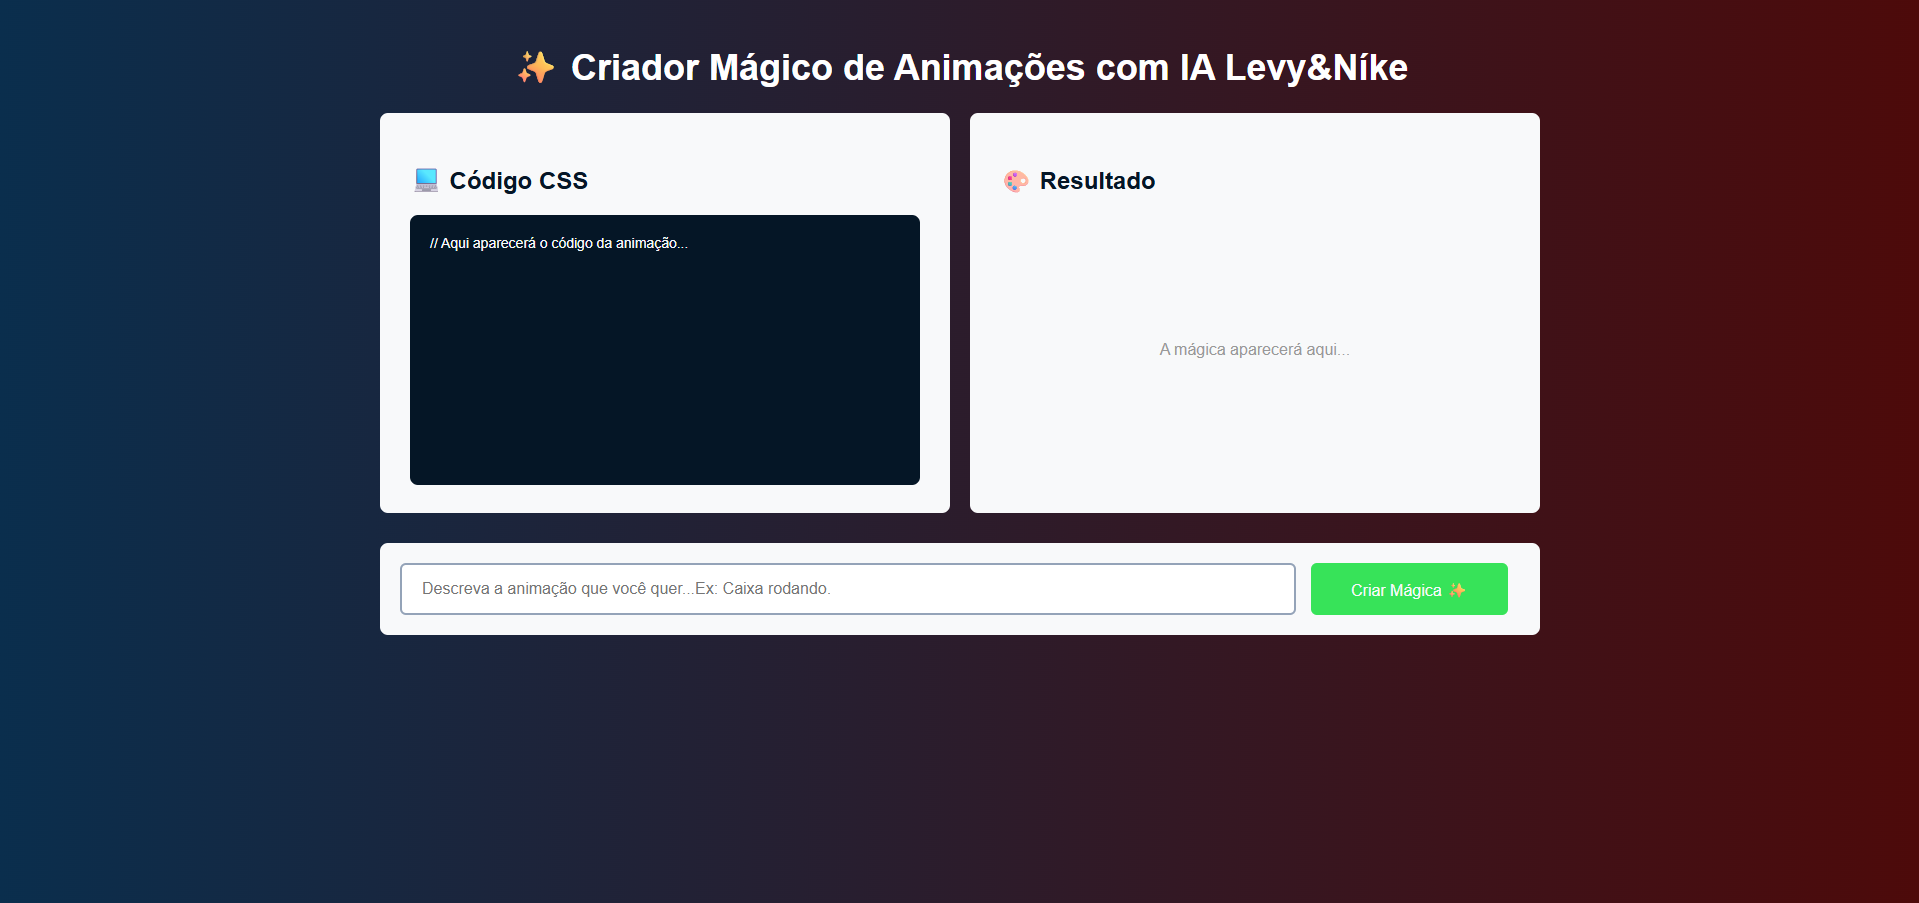 ✨ Criador Mágico de Animações com IA Levy&Níke
💻 Código CSS
// Aqui aparecerá o código da animação...
🎨 Resultado
A mágica aparecerá aqui...
Descreva a animação que você quer...Ex: Caixa rodando.
Criar Mágica ✨